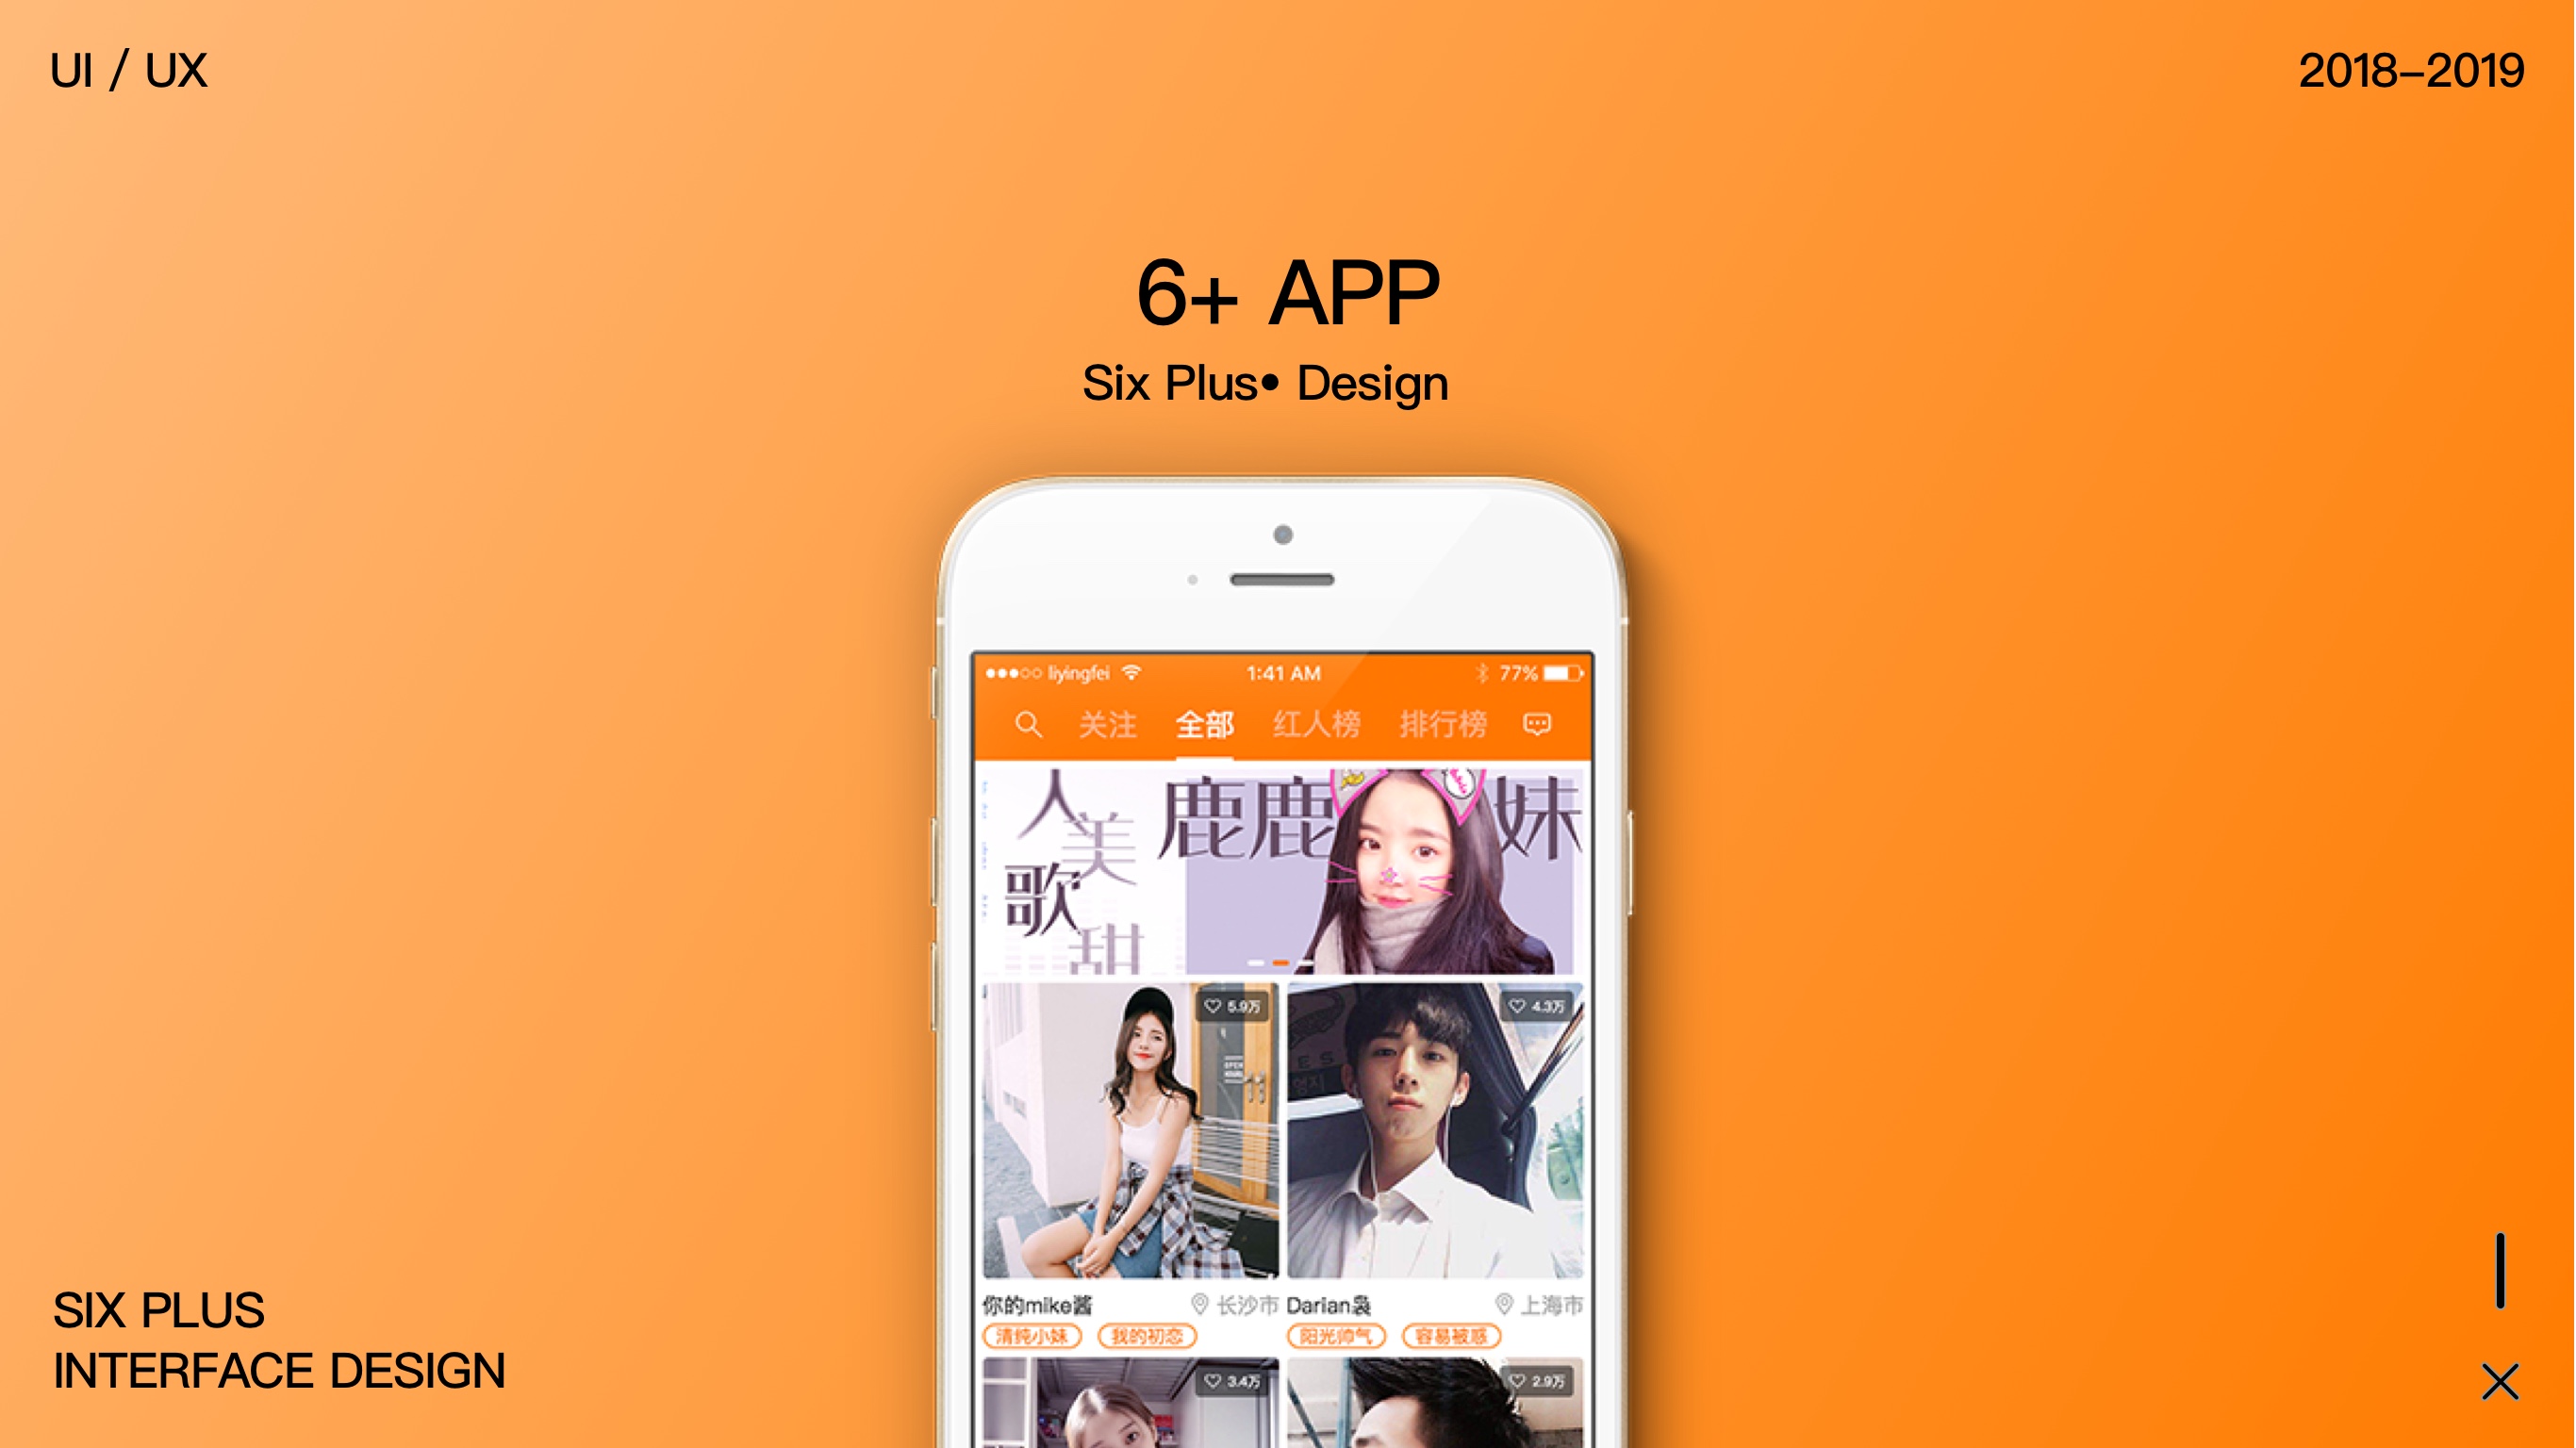 UI / UX
2018–2019
6+ APP
Six Plus• Design
liyingfei
1:41 AM
77%
关注 全部 红人榜 排行榜
人美歌甜
鹿鹿
妹
5.9万
4.3万
你的mike酱 长沙市
Darian袅 上海市
清纯小妹 我的初恋
阳光帅气 容易被惑
3.4万
2.9万
SIX PLUS
INTERFACE DESIGN